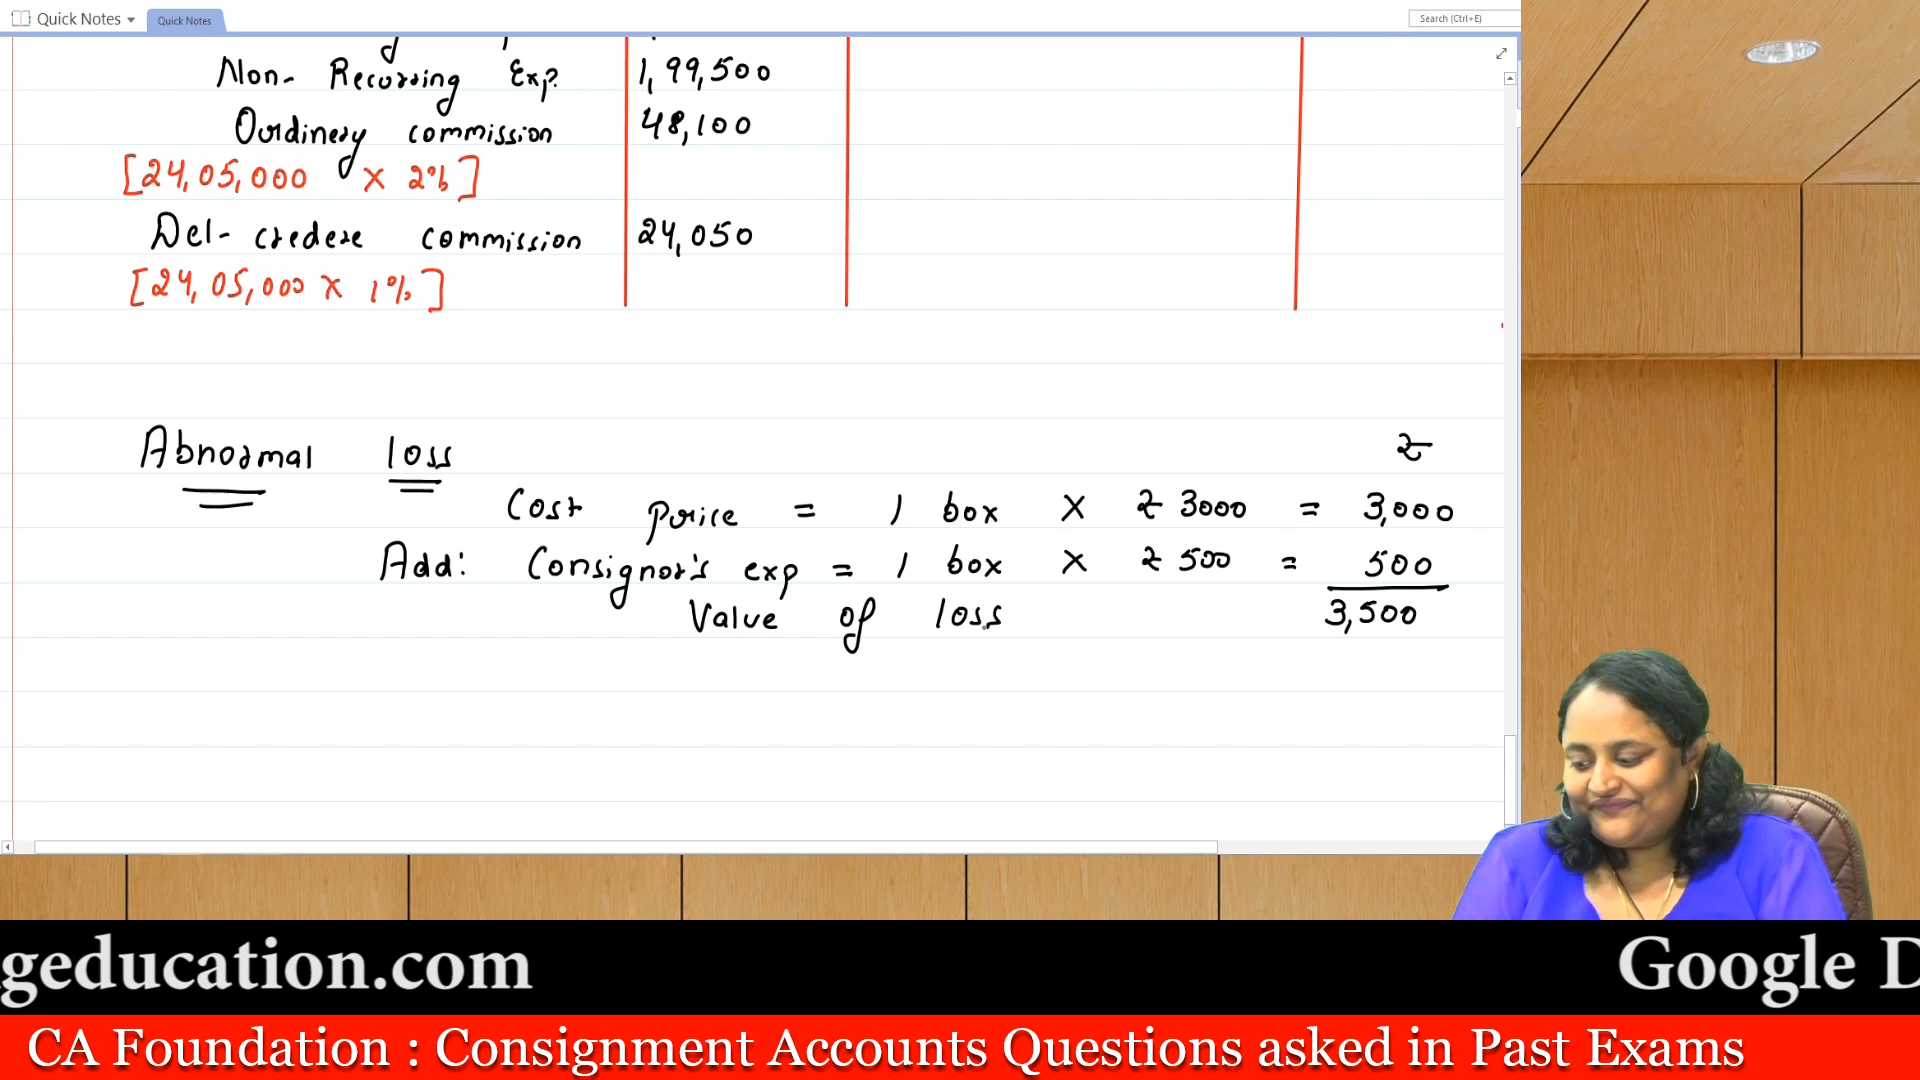 Quick Notes
Quick Notes
Search (Ctrl+E)
Non- Recurring Exp. 1,99,500
Ourdinery commission 48,100
[24,05,000 X 2%]
Del- credere commission 24,050
[24,05,000 X 1%]
Abnormal loss ₹
Cost price = 1 box X ₹ 3000 = 3,000
Add: Consignor's exp = 1 box X ₹ 500 = 500
Value of loss 3,500
geducation.com
Google D
CA Foundation : Consignment Accounts Questions asked in Past Exams